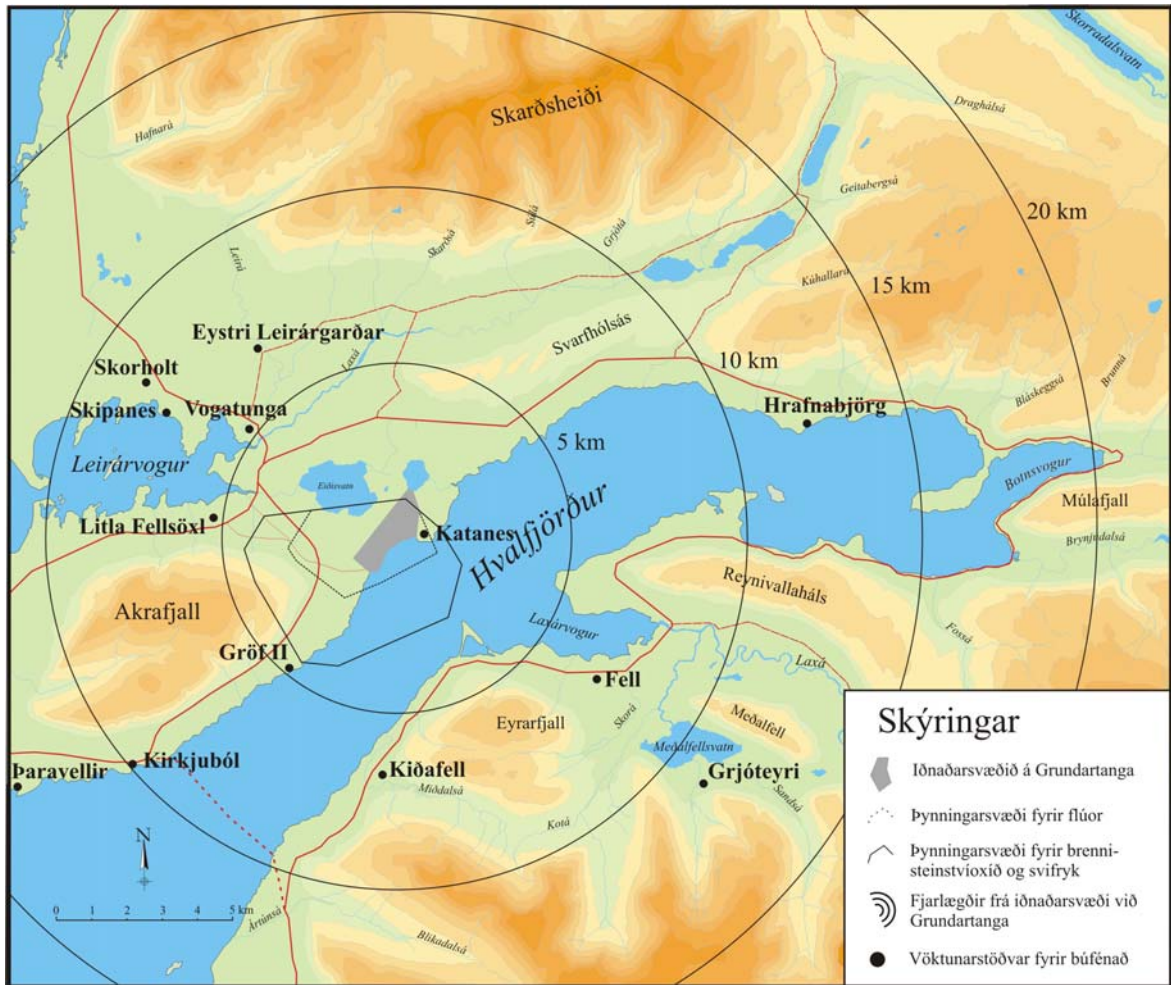 Skorradalsvatn
Skarðsheiði
Draghálsá
Hafnará
Geitabergsá
20 km
Súlá
Skarðsá
Grjótá
Leirá
Kúhallará
15 km
Eystri Leirárgarðar
Svarfhólsás
Laxá
10 km
Skorholt
Brunná
Bláskeggsá
Skipanes
Vogatunga
Hrafnabjörg
5 km
Leirárvogur
Botnsvogur
Eiðisvatn
Múlafjall
Litla Fellsöxl
Katanes
Brynjudalsá
Hvalfjörður
Reynivallaháls
Akrafjall
Laxárvogur
Fossá
Gröf II
Laxá
Fell
Skorá
Meðalfell
Eyrarfjall
Meðalfellsvatn
Kirkjuból
Kiðafell
Grjóteyri
Þaravellir
Miðdalsá
Sandsá
Kotá
N
0 1 2 3 4 5 km
Ártúnsá
Blikadalsá
Skýringar
Iðnaðarsvæðið á Grundartanga
Þynningarsvæði fyrir flúor
Þynningarsvæði fyrir brenni-
steinstvíoxíð og svifryk
Fjarlægðir frá iðnaðarsvæði við
Grundartanga
Vöktunarstöðvar fyrir búfénað